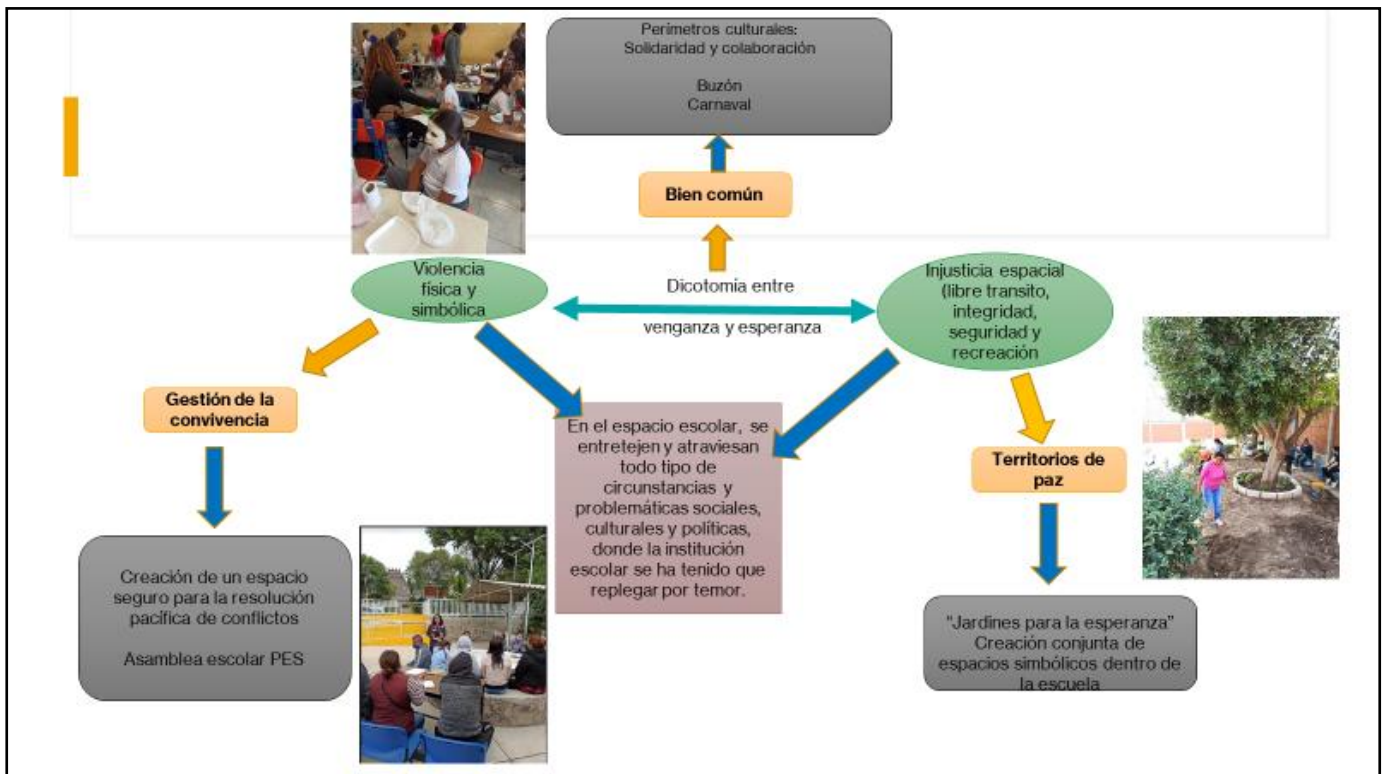 Perímetros culturales:
Solidaridad y colaboración
Buzón
Carnaval
Bien común
Violencia
física y
simbólica
Dicotomía entre
venganza y esperanza
Injusticia espacial
(libre transito,
integridad,
seguridad y
recreación
Gestión de la
convivencia
En el espacio escolar, se
entretejen y atraviesan
todo tipo de
circunstancias y
problemáticas sociales,
culturales y políticas,
donde la institución
escolar se ha tenido que
replegar por temor.
Territorios de
paz
Creación de un espacio
seguro para la resolución
pacífica de conflictos
Asamblea escolar PES
"Jardines para la esperanza"
Creación conjunta de
espacios simbólicos dentro de
la escuela